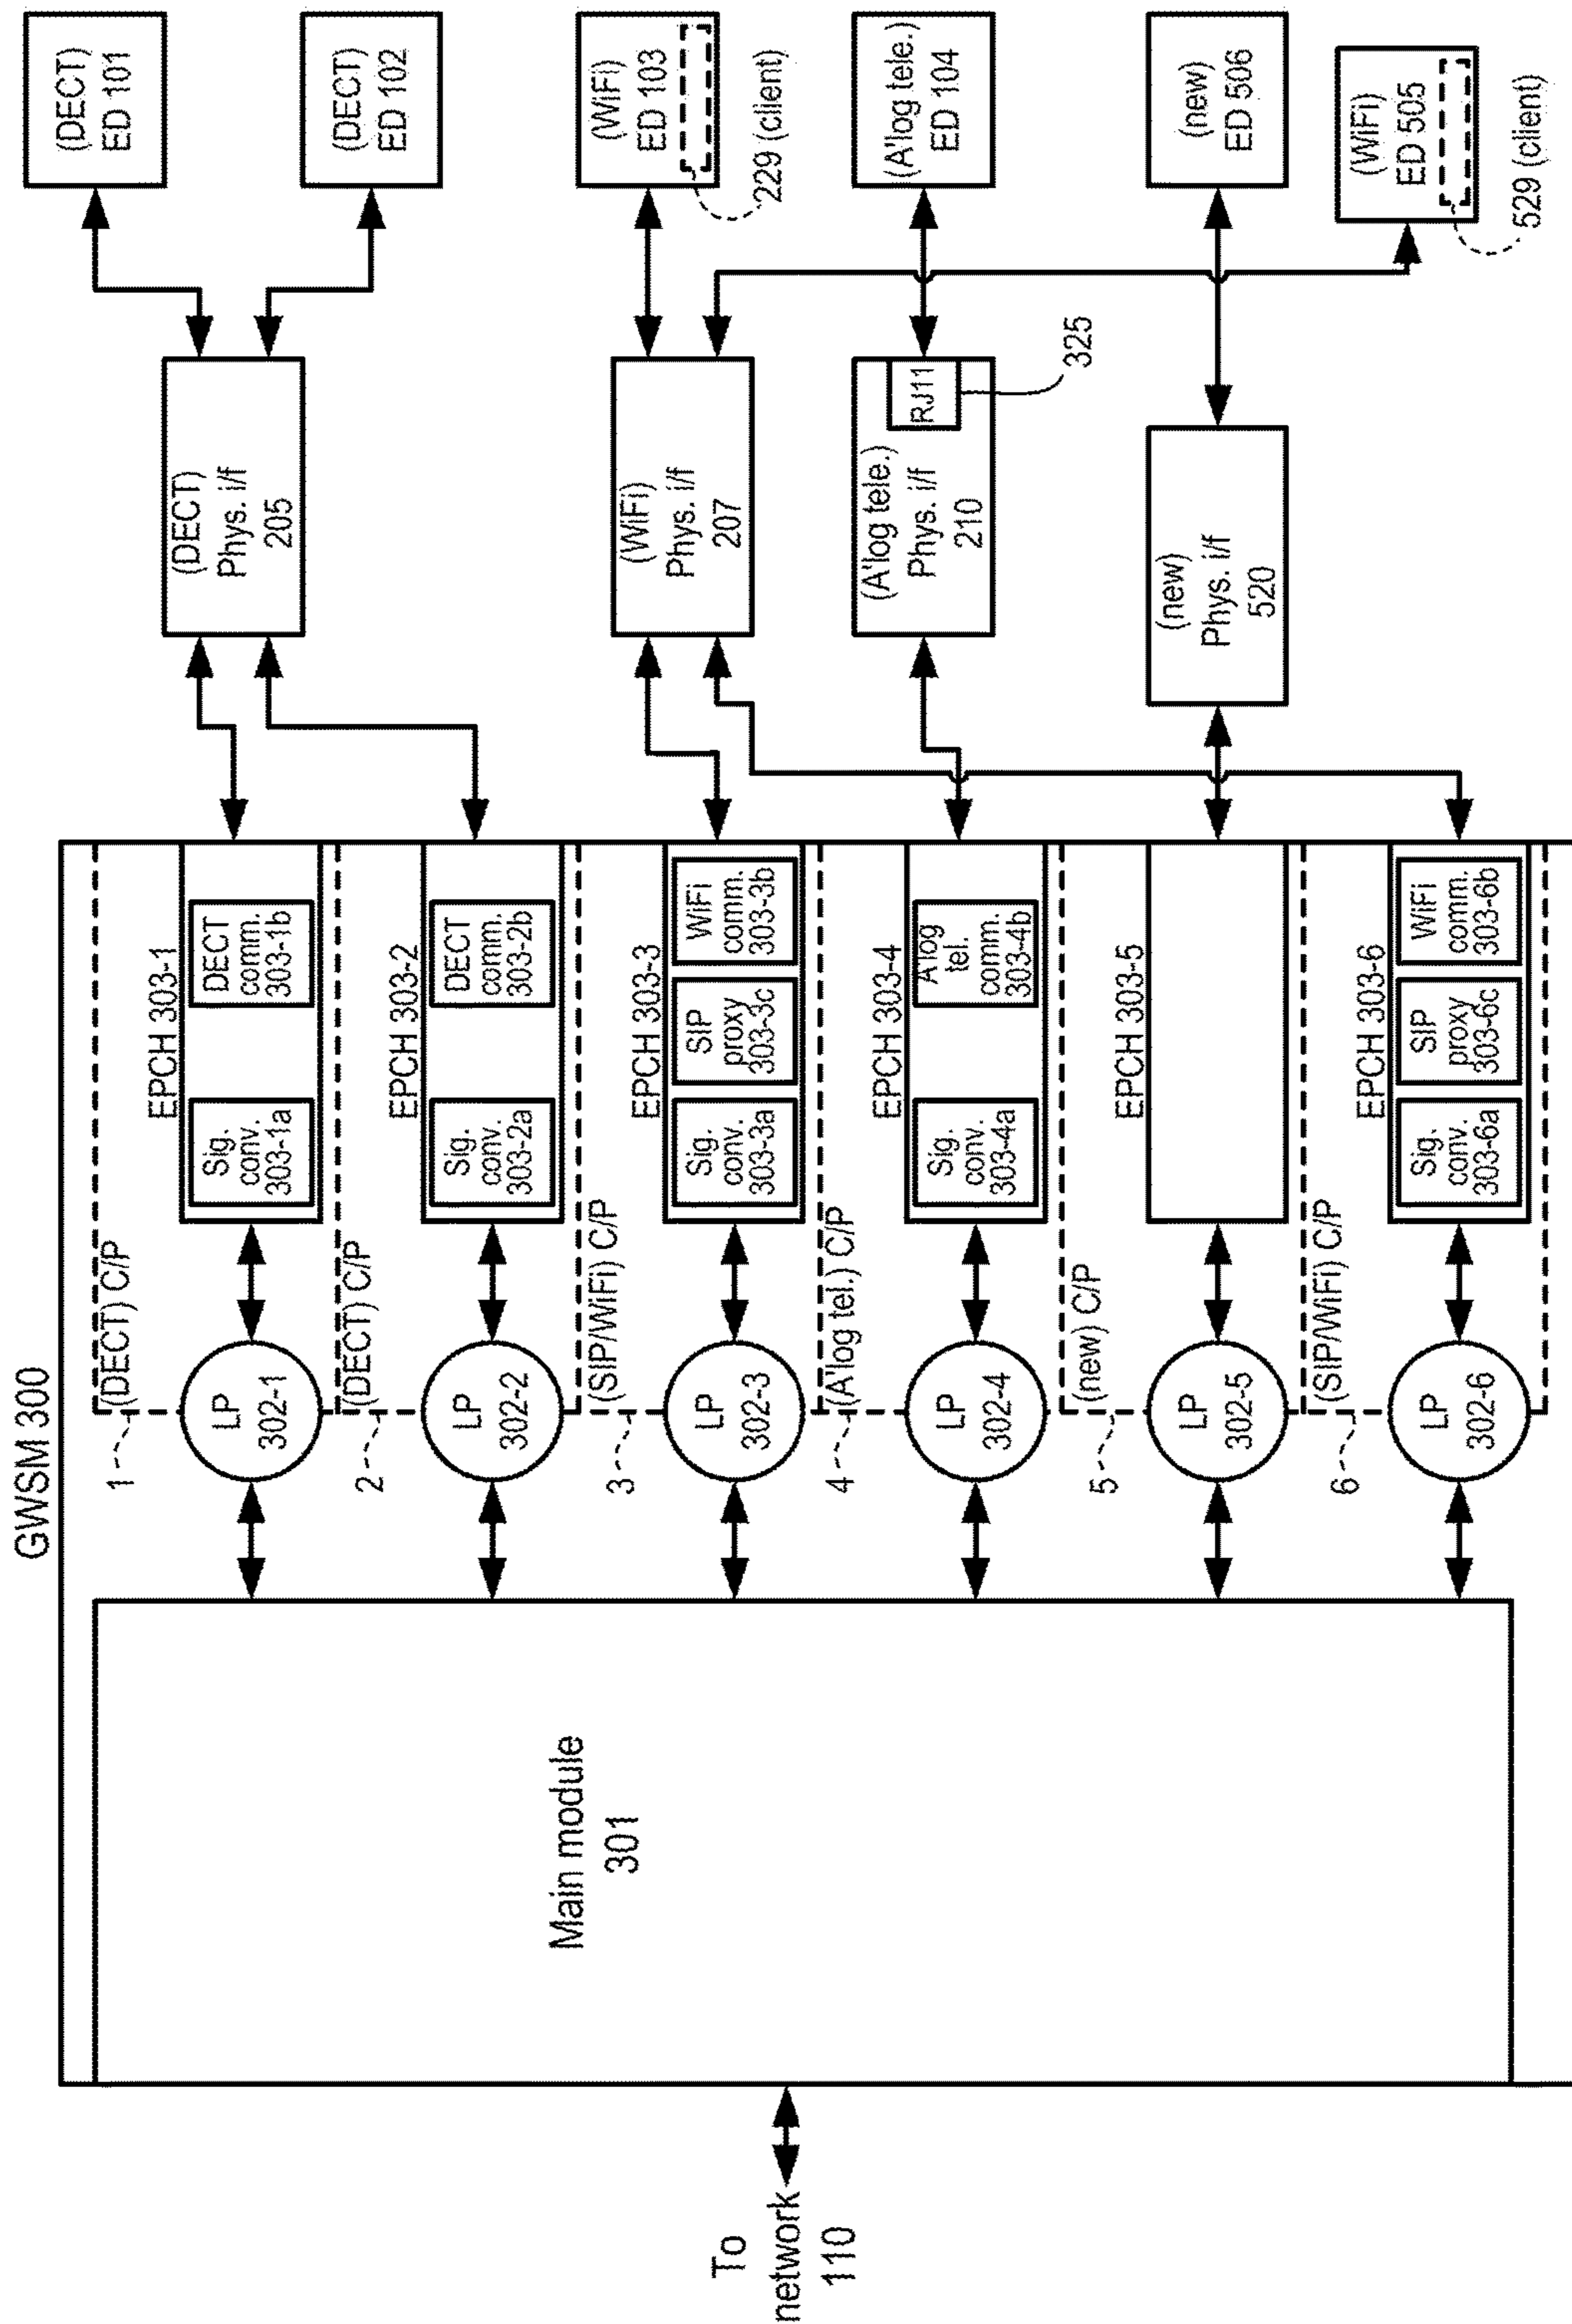 GWSM 300
To
network
110
Main module
301
1
(DECT) C/P
LP
302-1
EPCH 303-1
Sig.
conv.
303-1a
DECT
comm.
303-1b
2
(DECT) C/P
LP
302-2
EPCH 303-2
Sig.
conv.
303-2a
DECT
comm.
303-2b
3
(SIP/WiFi) C/P
LP
302-3
EPCH 303-3
Sig.
conv.
303-3a
SIP
proxy
303-3c
WiFi
comm.
303-3b
4
(A'log tel.) C/P
LP
302-4
EPCH 303-4
Sig.
conv.
303-4a
A'log
tel.
comm.
303-4b
5
(new) C/P
LP
302-5
EPCH 303-5
6
(SIP/WiFi) C/P
LP
302-6
EPCH 303-6
Sig.
conv.
303-6a
SIP
proxy
303-6c
WiFi
comm.
303-6b
(DECT)
Phys. i/f
205
(WiFi)
Phys. i/f
207
(A'log tele.)
Phys. i/f
210
RJ11
325
(new)
Phys. i/f
520
(DECT)
ED 101
(DECT)
ED 102
(WiFi)
ED 103
229 (client)
(A'log tele.)
ED 104
(new)
ED 506
(WiFi)
ED 505
529 (client)